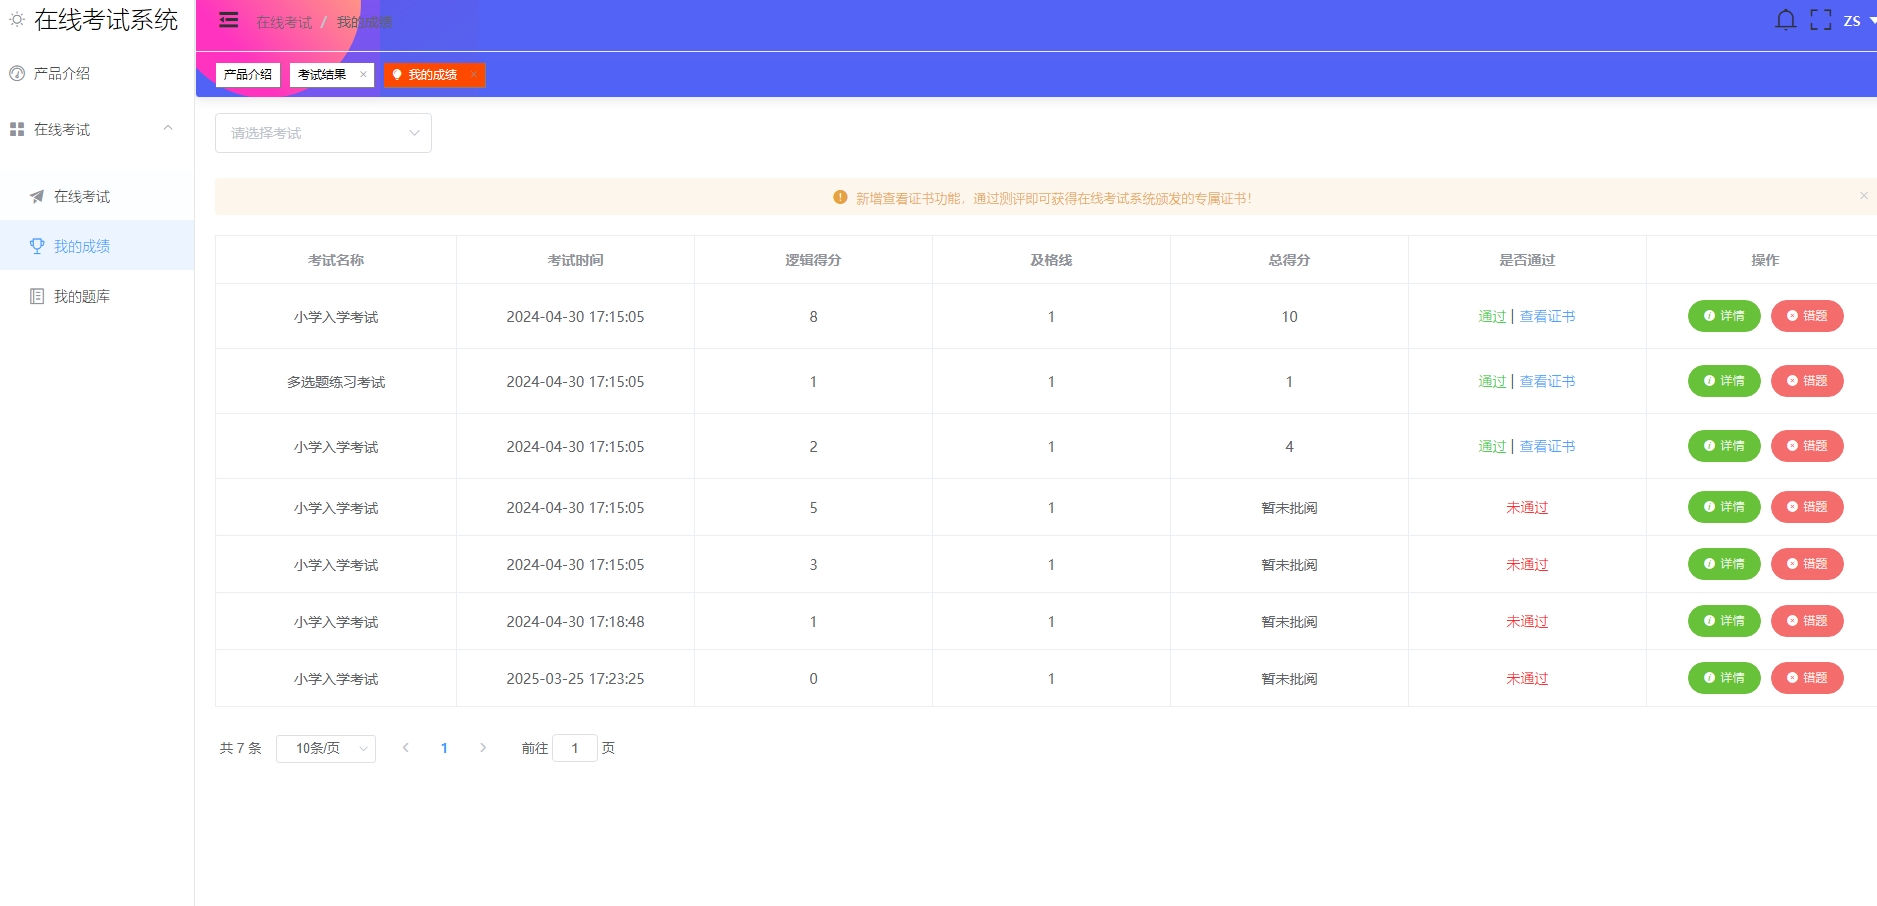 在线考试系统
在线考试 / 我的成绩
ZS
产品介绍
产品介绍 考试结果 × 我的成绩 ×
在线考试
请选择考试
在线考试
新增查看证书功能，通过测评即可获得在线考试系统颁发的专属证书！
我的成绩
我的题库
考试名称 考试时间 逻辑得分 及格线 总得分 是否通过 操作
小学入学考试 2024-04-30 17:15:05 8 1 10 通过 | 查看证书 详情 错题
多选题练习考试 2024-04-30 17:15:05 1 1 1 通过 | 查看证书 详情 错题
小学入学考试 2024-04-30 17:15:05 2 1 4 通过 | 查看证书 详情 错题
小学入学考试 2024-04-30 17:15:05 5 1 暂未批阅 未通过 详情 错题
小学入学考试 2024-04-30 17:15:05 3 1 暂未批阅 未通过 详情 错题
小学入学考试 2024-04-30 17:18:48 1 1 暂未批阅 未通过 详情 错题
小学入学考试 2025-03-25 17:23:25 0 1 暂未批阅 未通过 详情 错题
共 7 条 10条/页 1 前往 1 页